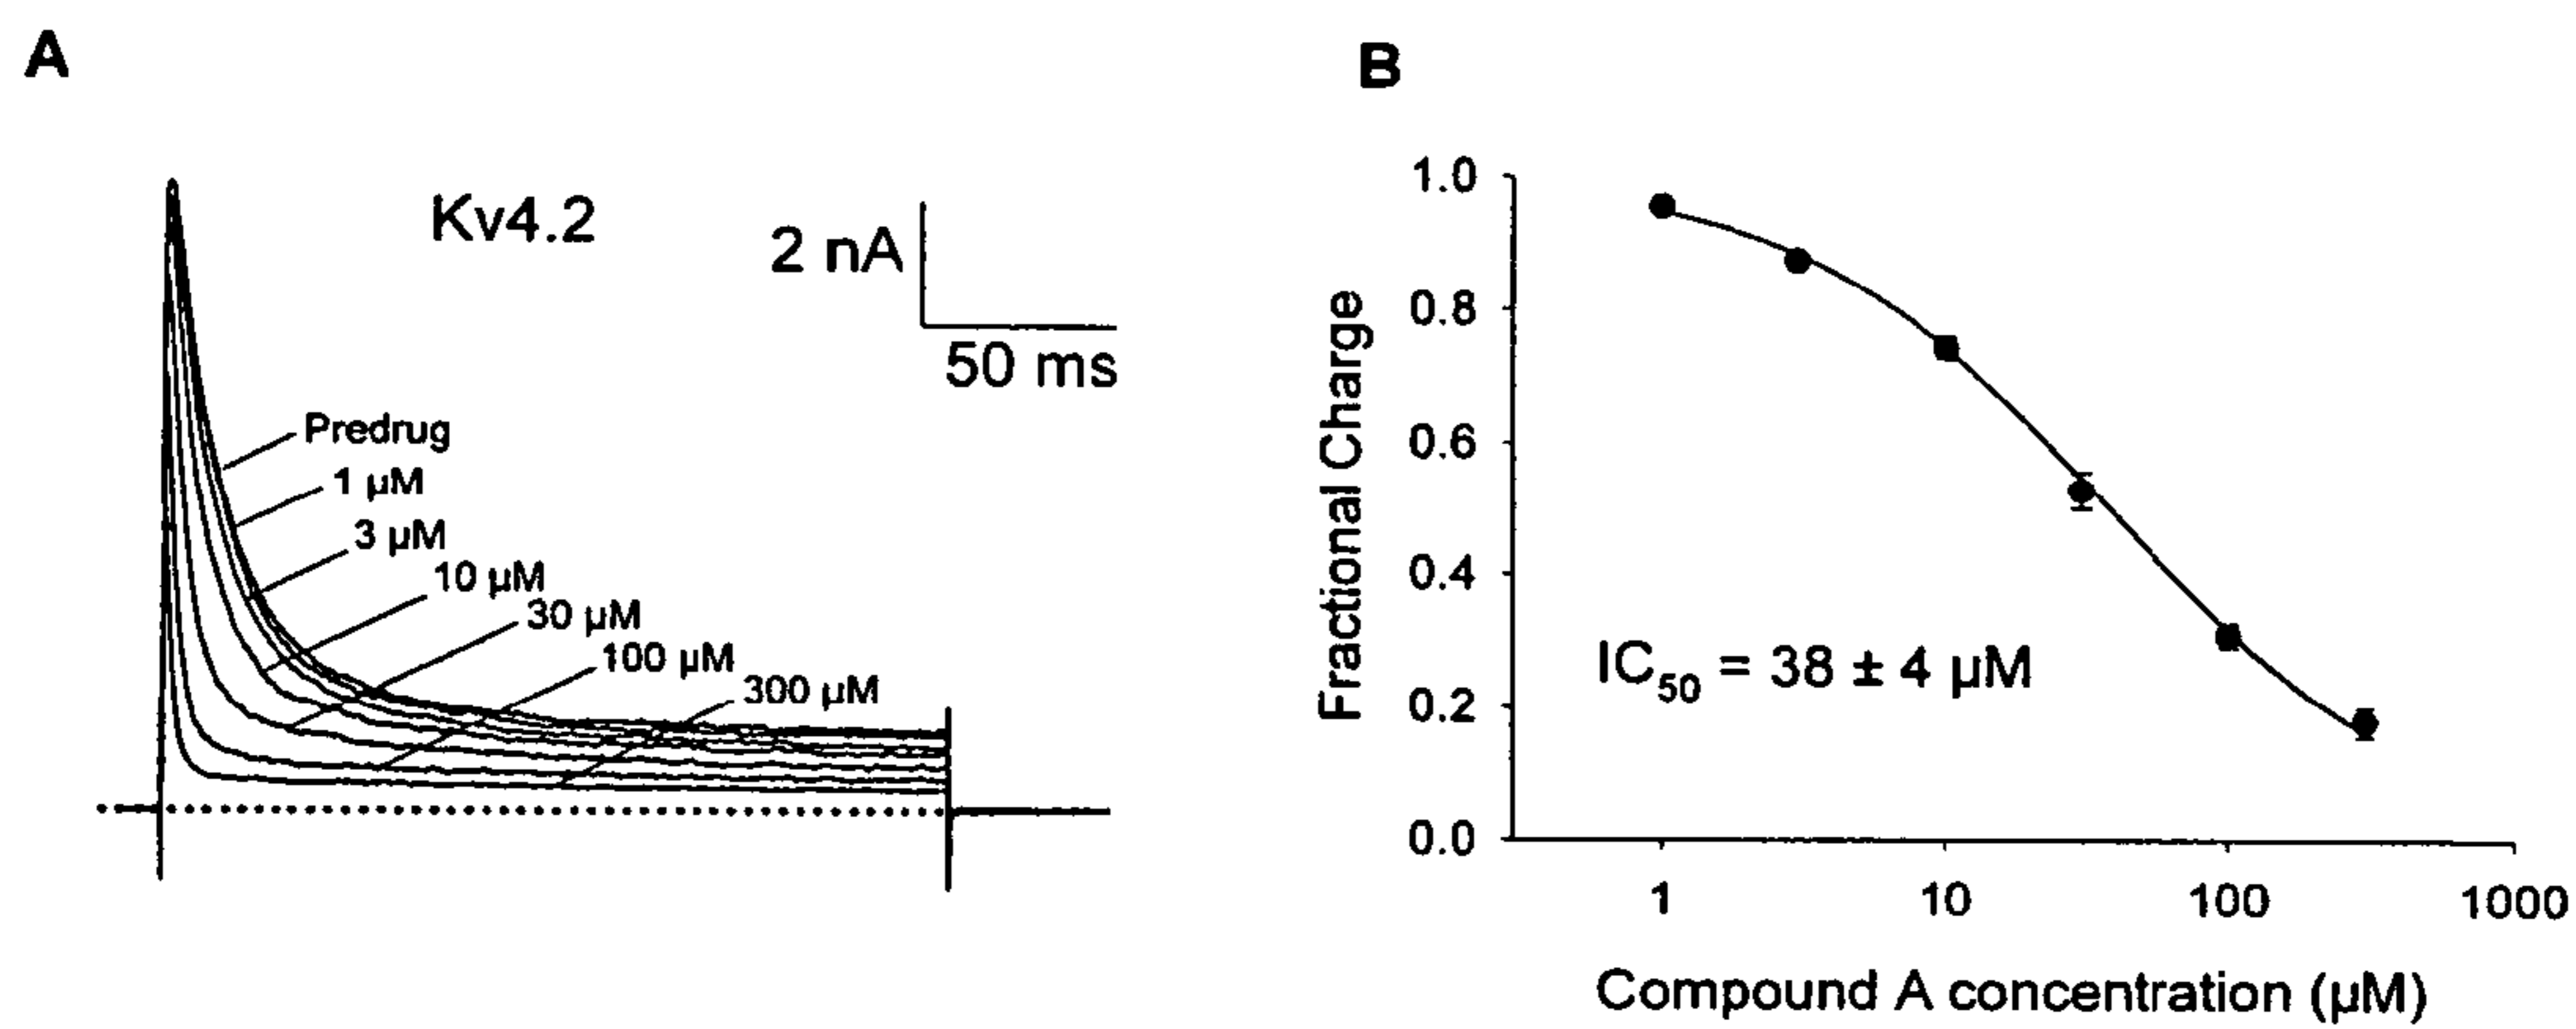 A
Kv4.2
2 nA
50 ms
Predrug
1 µM
3 µM
10 µM
30 µM
100 µM
300 µM
B
Fractional Charge
1.0
0.8
0.6
0.4
0.2
0.0
IC50 = 38 ± 4 µM
1 10 100 1000
Compound A concentration (µM)